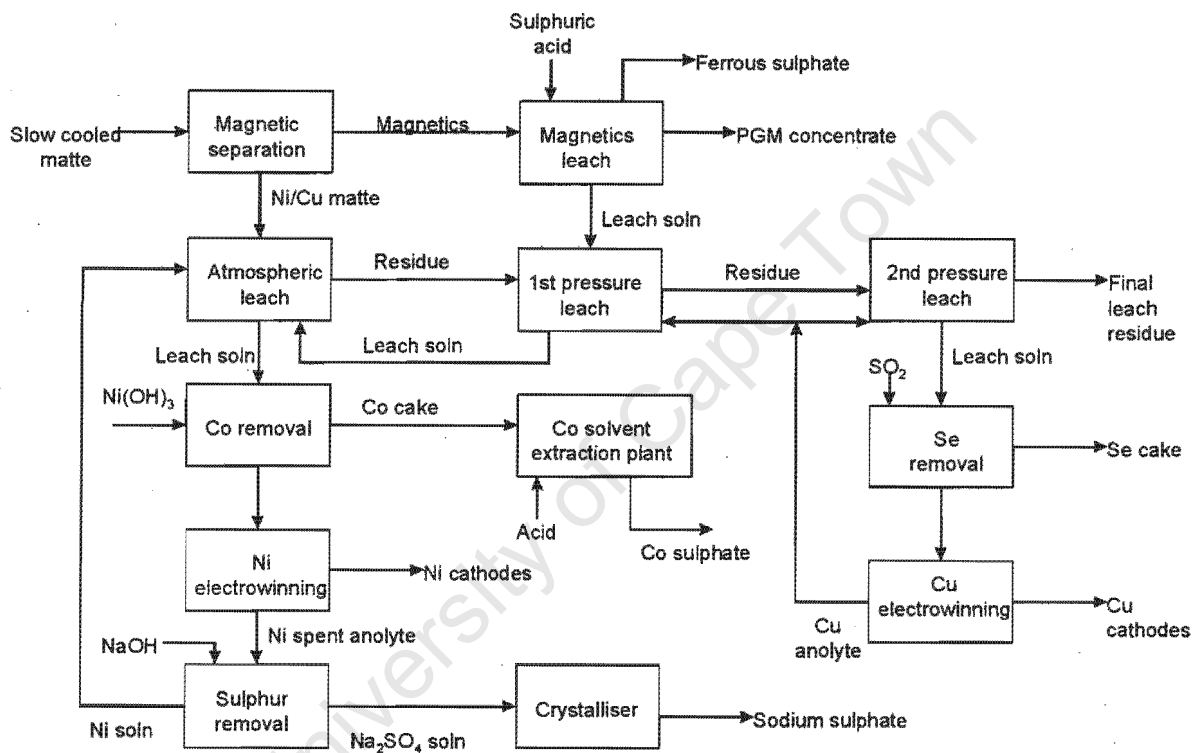 Sulphuric
acid
Ferrous sulphate
Slow cooled
matte
Magnetic
separation
Magnetics
Magnetics
leach
PGM concentrate
Ni/Cu matte
Leach soln
Atmospheric
leach
Residue
1st pressure
leach
Residue
2nd pressure
leach
Final
leach
residue
Leach soln
Leach soln
Leach soln
SO2
Ni(OH)3
Co removal
Co cake
Co solvent
extraction plant
Se
removal
Se cake
Acid
Co sulphate
Ni
electrowinning
Ni cathodes
Cu
electrowinning
Cu
cathodes
Cu
anolyte
NaOH
Ni spent anolyte
Sulphur
removal
Crystalliser
Sodium sulphate
Ni soln
Na2SO4 soln
University of Cape Town